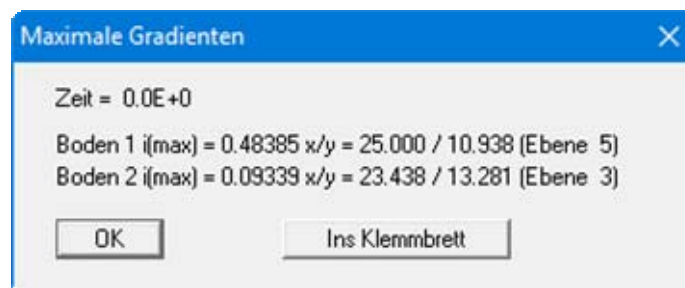 Maximale Gradienten
Zeit = 0.0E+0
Boden 1 i(max) = 0.48385 x/y = 25.000 / 10.938 (Ebene 5)
Boden 2 i(max) = 0.09339 x/y = 23.438 / 13.281 (Ebene 3)
OK
Ins Klemmbrett